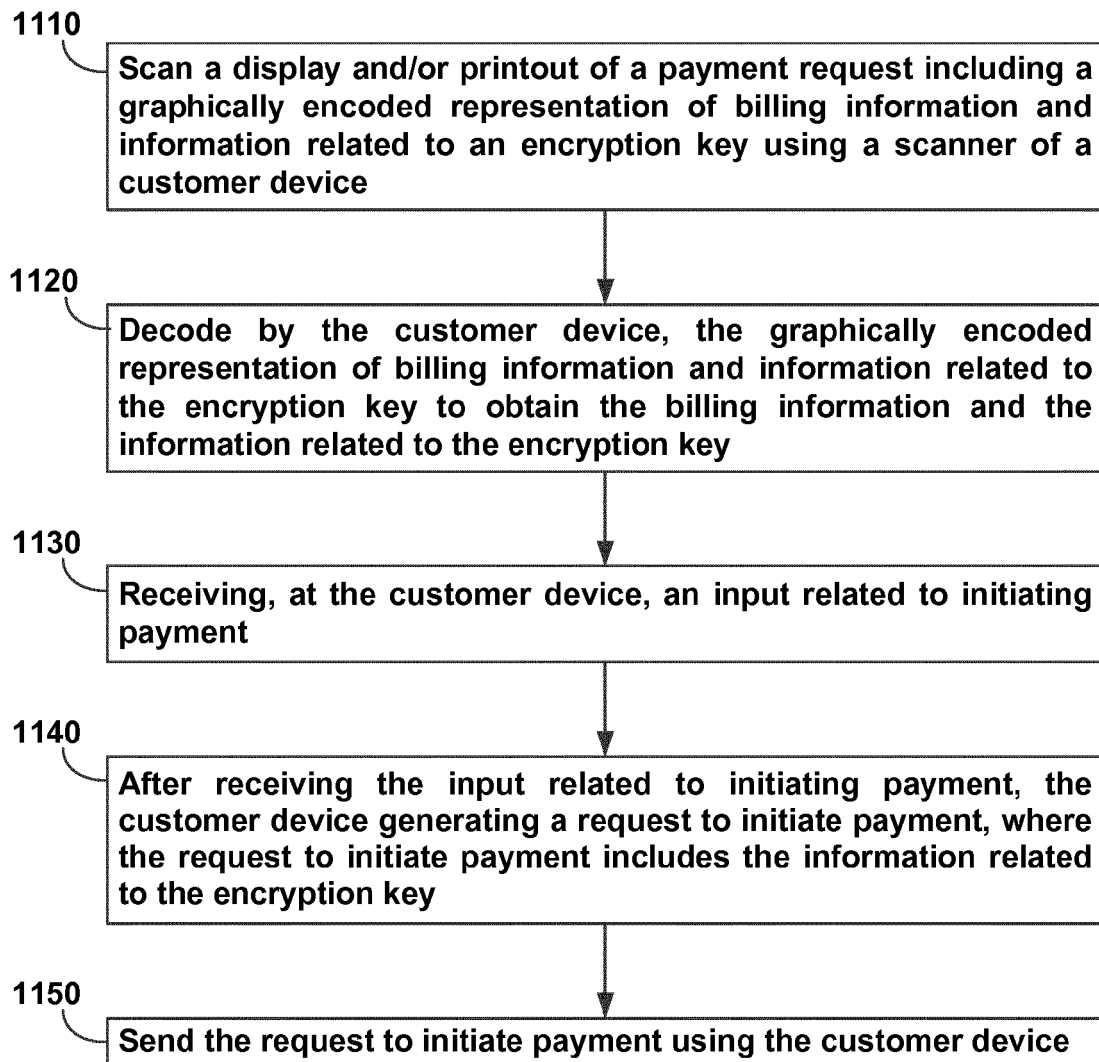 1110
Scan a display and/or printout of a payment request including a
graphically encoded representation of billing information and
information related to an encryption key using a scanner of a
customer device
1120
Decode by the customer device, the graphically encoded
representation of billing information and information related to
the encryption key to obtain the billing information and the
information related to the encryption key
1130
Receiving, at the customer device, an input related to initiating
payment
1140
After receiving the input related to initiating payment, the
customer device generating a request to initiate payment, where
the request to initiate payment includes the information related
to the encryption key
1150
Send the request to initiate payment using the customer device